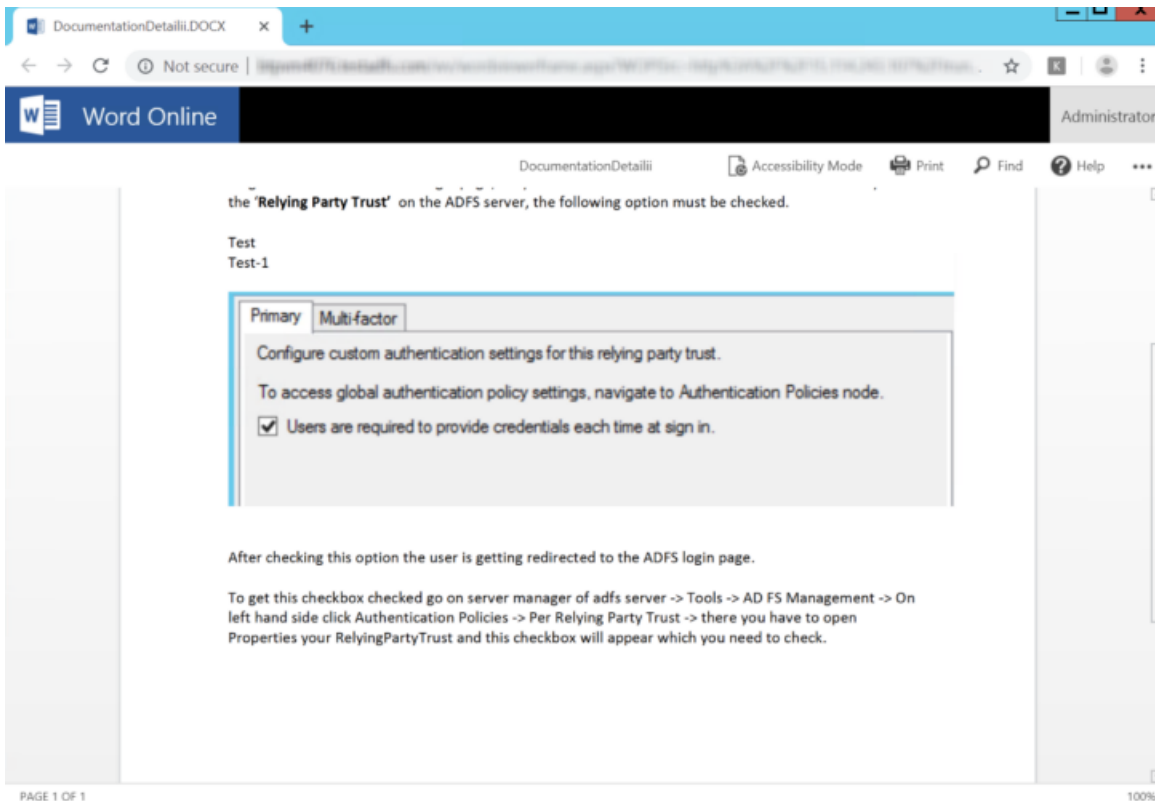 DocumentationDetailii.DOCX
Not secure
Word Online
Administrator
DocumentationDetailii Accessibility Mode Print Find Help
the 'Relying Party Trust' on the ADFS server, the following option must be checked.
Test
Test-1
Primary Multi-factor
Configure custom authentication settings for this relying party trust.
To access global authentication policy settings, navigate to Authentication Policies node.
Users are required to provide credentials each time at sign in.
After checking this option the user is getting redirected to the ADFS login page.
To get this checkbox checked go on server manager of adfs server -> Tools -> AD FS Management -> On
left hand side click Authentication Policies -> Per Relying Party Trust -> there you have to open
Properties your RelyingPartyTrust and this checkbox will appear which you need to check.
PAGE 1 OF 1 100%